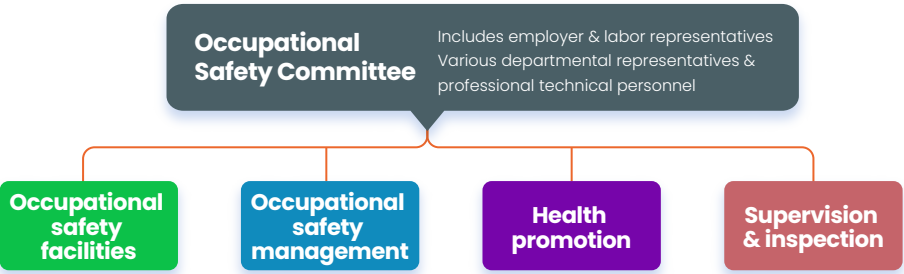 Occupational
Safety Committee
Includes employer & labor representatives
Various departmental representatives &
professional technical personnel
Occupational
safety
facilities
Occupational
safety
management
Health
promotion
Supervision
& inspection